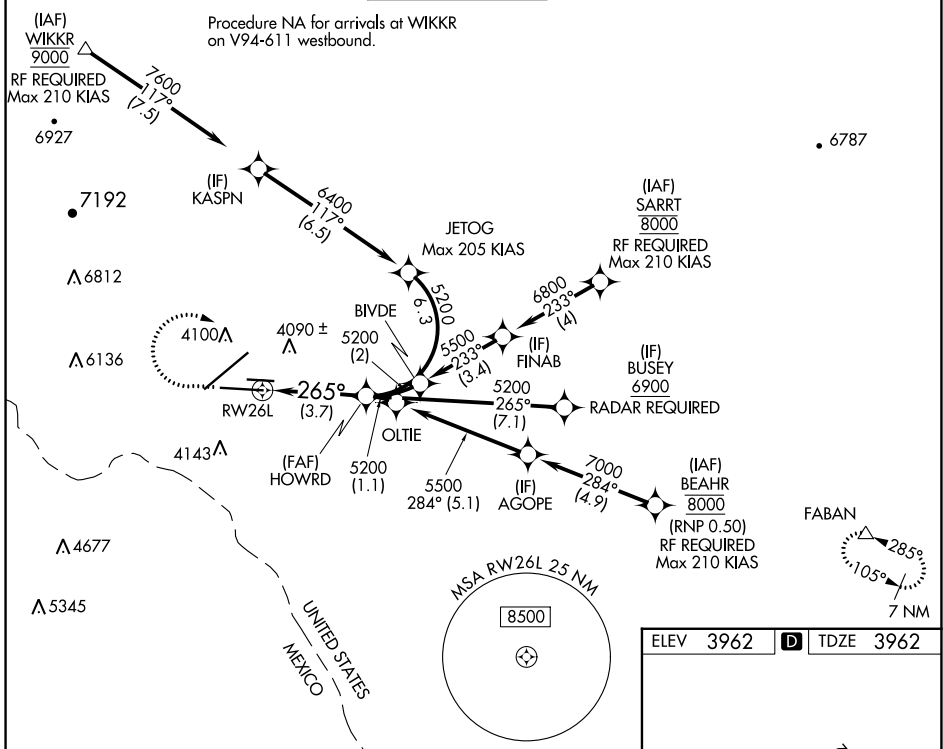 Procedure NA for arrivals at WIKKR
on V94-611 westbound.
(IAF)
WIKKR
9000
RF REQUIRED
Max 210 KIAS
7600
117°
(7.5)
6927
6787
(IF)
KASPN
7192
6400
117°
(6.5)
(IAF)
SARRT
8000
RF REQUIRED
Max 210 KIAS
JETOG
Max 205 KIAS
6812
5200
6.3
6800
233°
(4)
BIVDE
4100
4090 ±
5200
(2)
5500
233°
(3.4)
(IF)
FINAB
6136
(IF)
BUSEY
6900
RADAR REQUIRED
5200
265°
(7.1)
265°
(3.7)
RW26L
OLTIE
4143
(FAF)
HOWRD
5200
(1.1)
5500
284° (5.1)
(IF)
AGOPE
7000
284°
(4.9)
(IAF)
BEAHR
8000
(RNP 0.50)
RF REQUIRED
Max 210 KIAS
FABAN
285°
105°
7 NM
4677
5345
MSA RW26L 25 NM
8500
UNITED STATES
MEXICO
ELEV 3962 D TDZE 3962